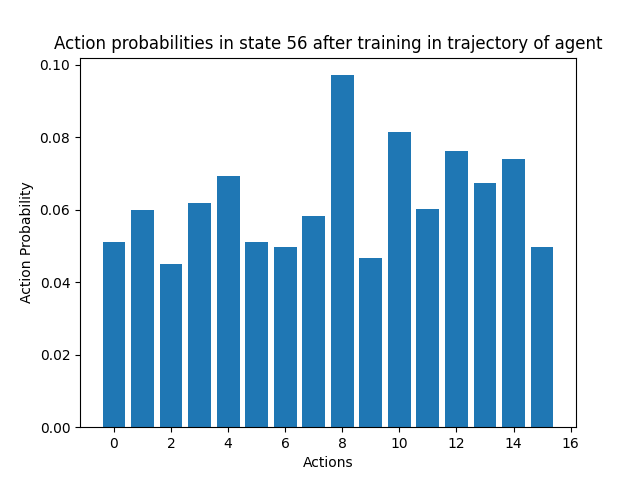 Action probabilities in state 56 after training in trajectory of agent
0.10
0.08
0.06
0.04
0.02
0.00
Action Probability
0 2 4 6 8 10 12 14 16
Actions